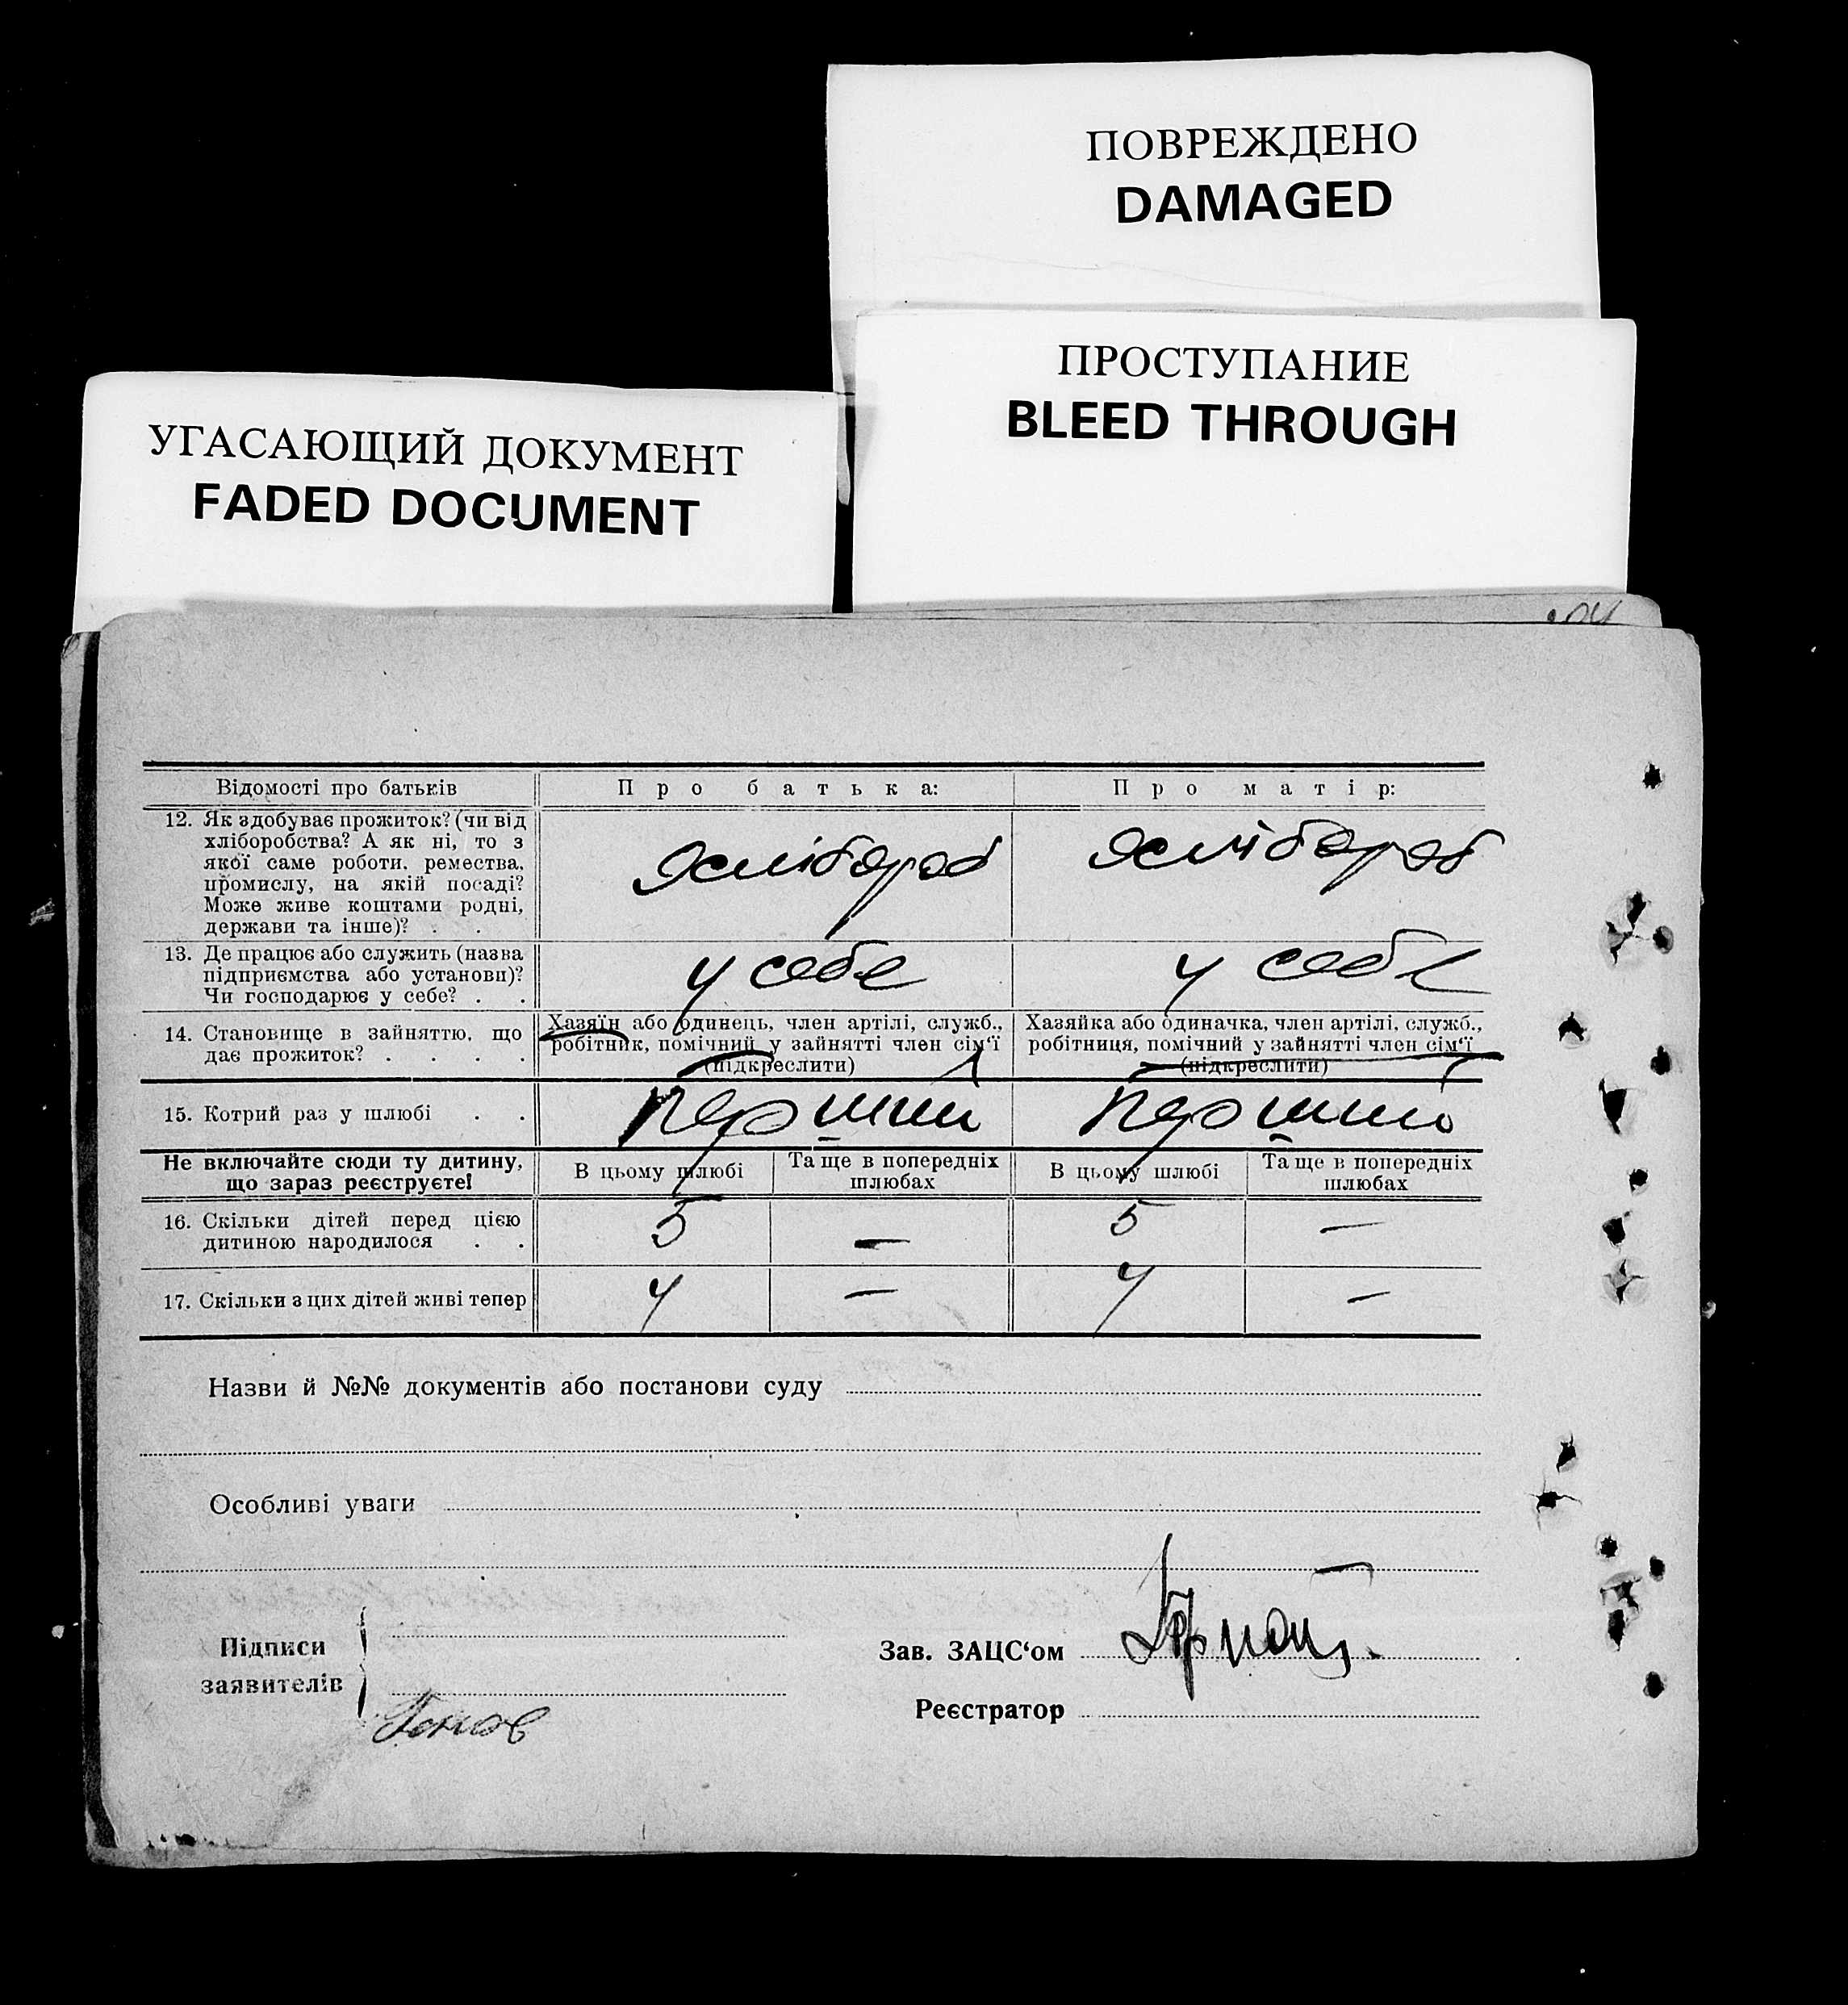 ПОВРЕЖДЕНО
DAMAGED
ПРОСТУПАНИЕ
BLEED THROUGH
УГАСАЮЩИЙ ДОКУМЕНТ
FADED DOCUMENT
Відомості про батьків
Про батька:
Про матір:
12. Як здобуває прожиток? (чи від
хліборобства? А як ні, то з
якої саме роботи, ремества,
промислу, на якій посаді?
Може живе коштами родні,
держави та інше)? . .
хлібороб
хлібороб
13. Де працює або служить (назва
підприємства або установи)?
Чи господарює у себе? . .
у себе
у себе
14. Становище в зайняттю, що
дає прожиток? . . . .
Хазяїн або одинець, член артілі, служб.,
робітник, помічний у зайнятті член сім'ї
(підкреслити)
Хазяйка або одиначка, член артілі, служб.,
робітниця, помічний у зайнятті член сім'ї
(підкреслити)
15. Котрий раз у шлюбі . .
перший
перший
Не включайте сюди ту дитину,
що зараз реєструєте!
В цьому шлюбі
Та ще в попередніх
шлюбах
В цьому шлюбі
Та ще в попередніх
шлюбах
16. Скільки дітей перед цією
дитиною народилося . .
5
—
5
—
17. Скільки з цих дітей живі тепер
4
—
4
—
Назви й №№ документів або постанови суду
Особливі уваги
Підписи
заявителів
Зав. ЗАЦС'ом
Реєстратор